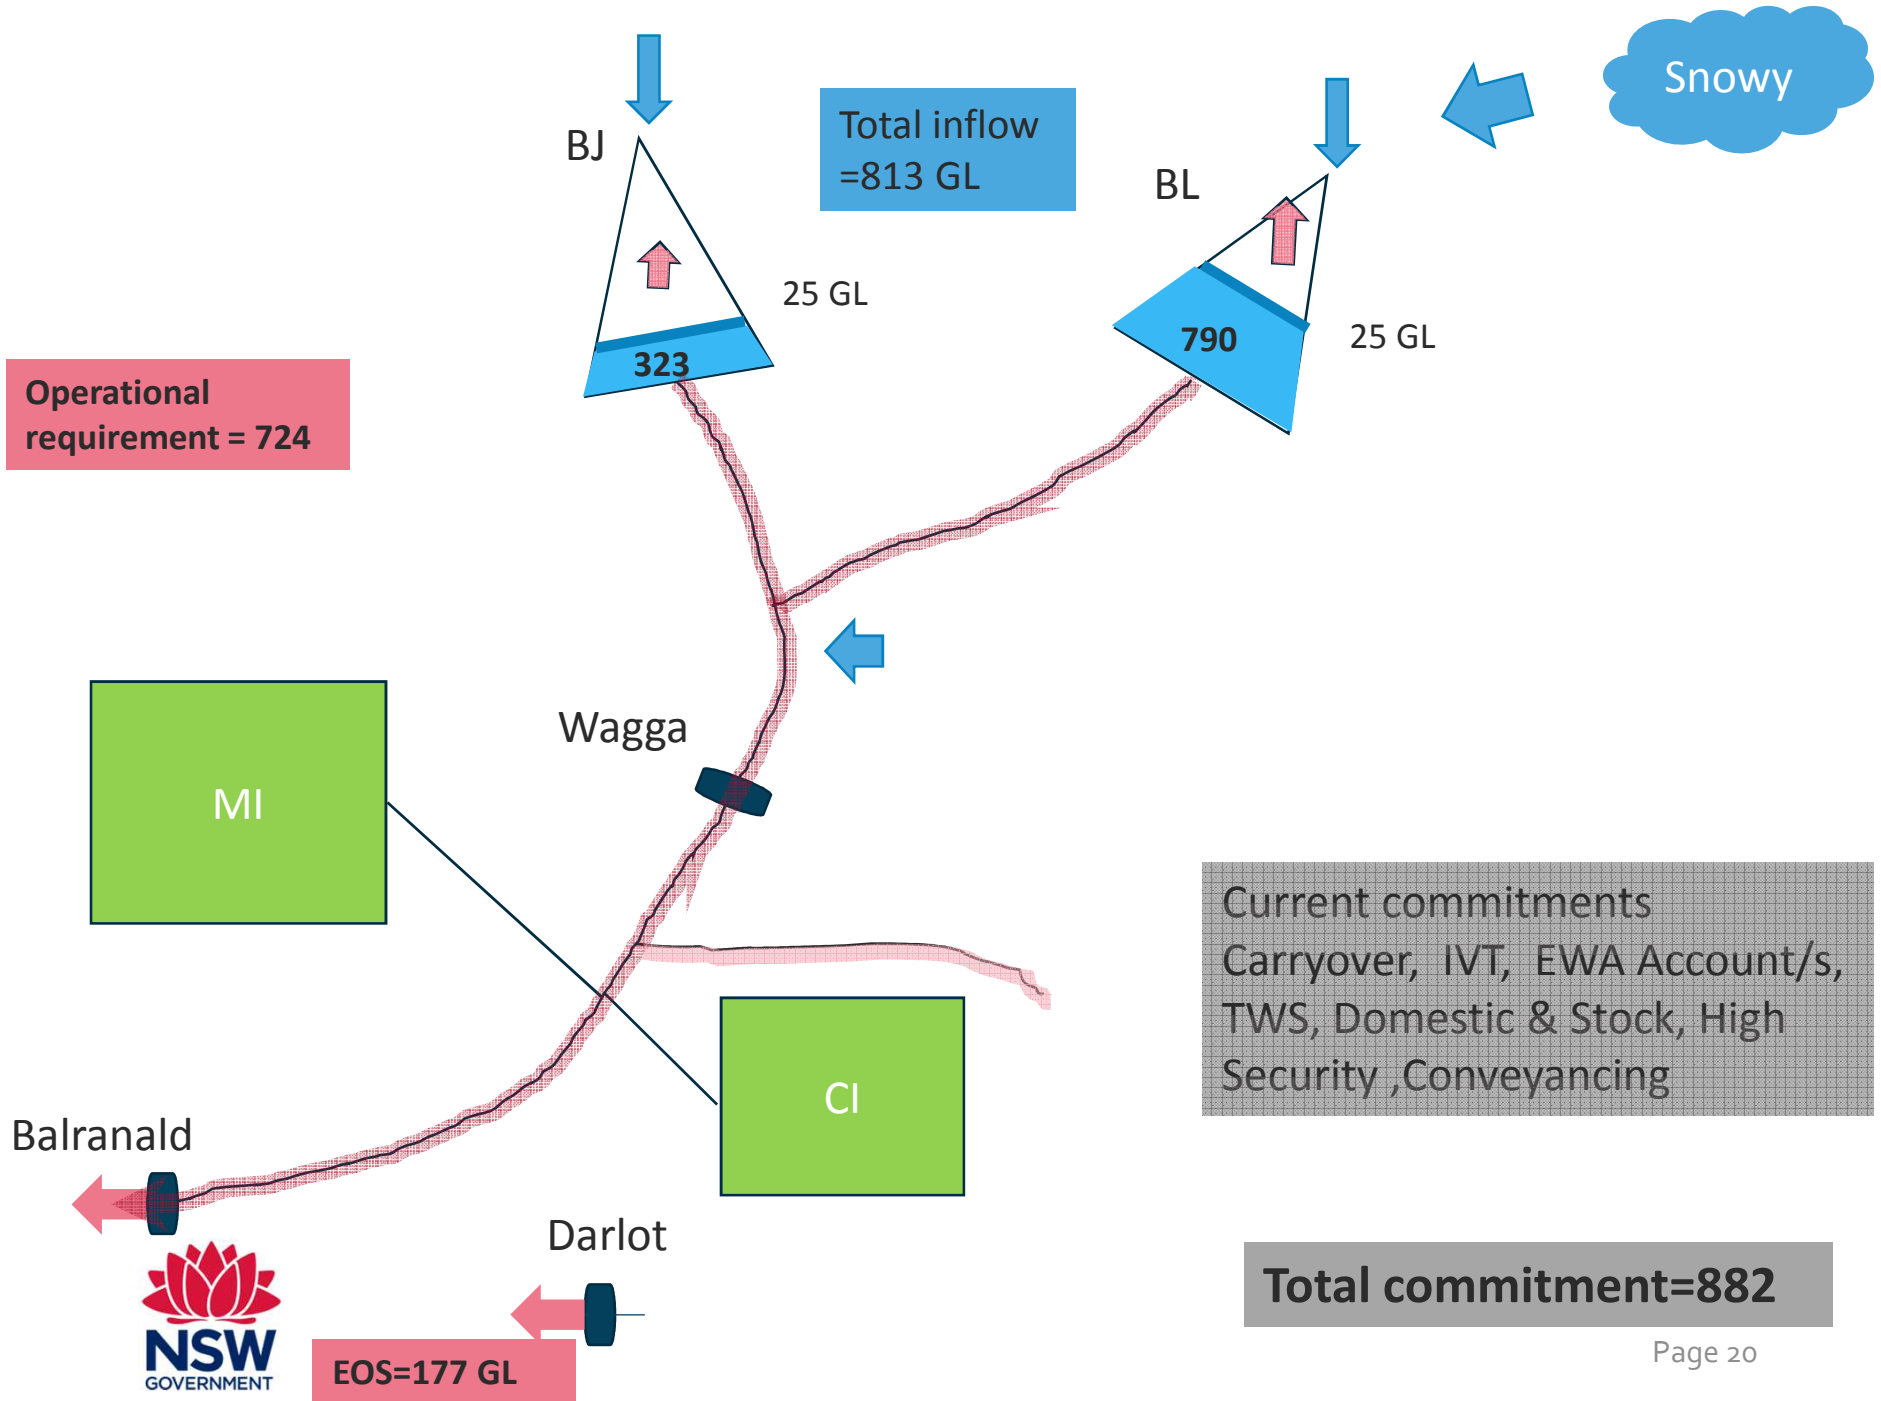 Snowy
BJ
Total inflow
=813 GL
BL
25 GL
323
790
25 GL
Operational
requirement = 724
Wagga
MI
Current commitments
Carryover, IVT, EWA Account/s,
TWS, Domestic & Stock, High
Security ,Conveyancing
CI
Balranald
Darlot
Total commitment=882
NSW
GOVERNMENT
EOS=177 GL
Page 20